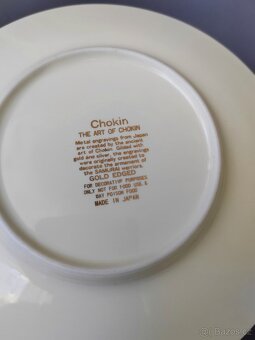 Chokin
THE ART OF CHOKIN
Metal engravings from Japan
are created by the ancient
art of Chokin. Gilded with
gold and silver, the engravings
were originally created to
decorate the armament of
the SAMURAI warriors.
GOLD EDGED
FOR DECORATIVE PURPOSES
ONLY NOT FOR FOOD USE.
MAY POISON FOOD
MADE IN JAPAN